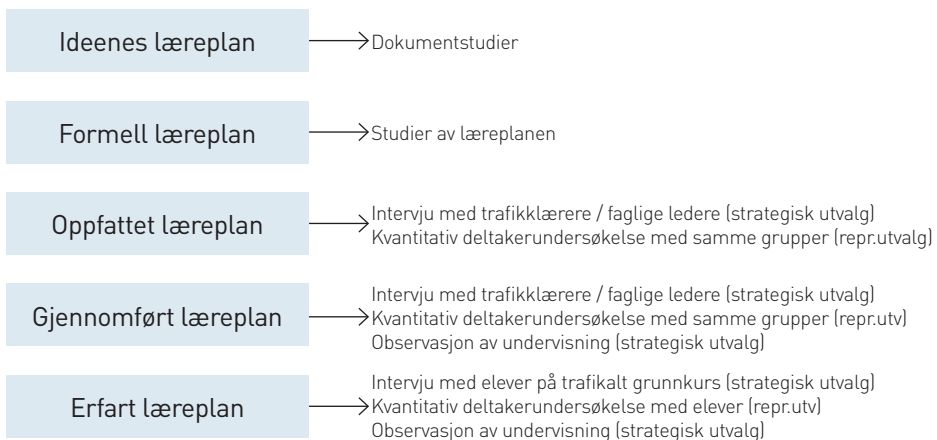 Ideenes læreplan
Dokumentstudier
Formell læreplan
Studier av læreplanen
Oppfattet læreplan
Intervju med trafikklærere / faglige ledere (strategisk utvalg)
Kvantitativ deltakerundersøkelse med samme grupper (repr.utvalg)
Gjennomført læreplan
Intervju med trafikklærere / faglige ledere (strategisk utvalg)
Kvantitativ deltakerundersøkelse med samme grupper (repr.utv)
Observasjon av undervisning (strategisk utvalg)
Erfart læreplan
Intervju med elever på trafikalt grunnkurs (strategisk utvalg)
Kvantitativ deltakerundersøkelse med elever (repr.utv)
Observasjon av undervisning (strategisk utvalg)